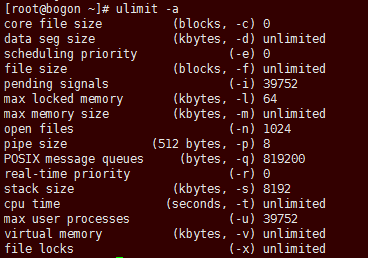 [root@bogon ~]# ulimit -a
core file size          (blocks, -c) 0
data seg size           (kbytes, -d) unlimited
scheduling priority             (-e) 0
file size               (blocks, -f) unlimited
pending signals                 (-i) 39752
max locked memory       (kbytes, -l) 64
max memory size         (kbytes, -m) unlimited
open files                      (-n) 1024
pipe size            (512 bytes, -p) 8
POSIX message queues     (bytes, -q) 819200
real-time priority              (-r) 0
stack size              (kbytes, -s) 8192
cpu time               (seconds, -t) unlimited
max user processes              (-u) 39752
virtual memory          (kbytes, -v) unlimited
file locks                      (-x) unlimited